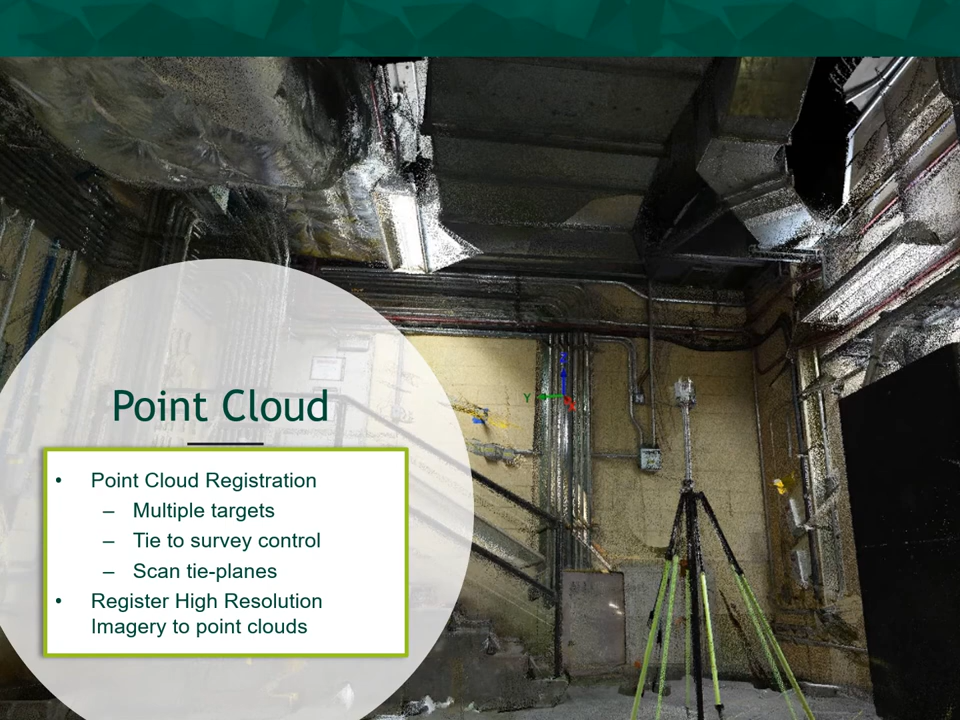 Point Cloud
• Point Cloud Registration
– Multiple targets
– Tie to survey control
– Scan tie-planes
• Register High Resolution
Imagery to point clouds
Y